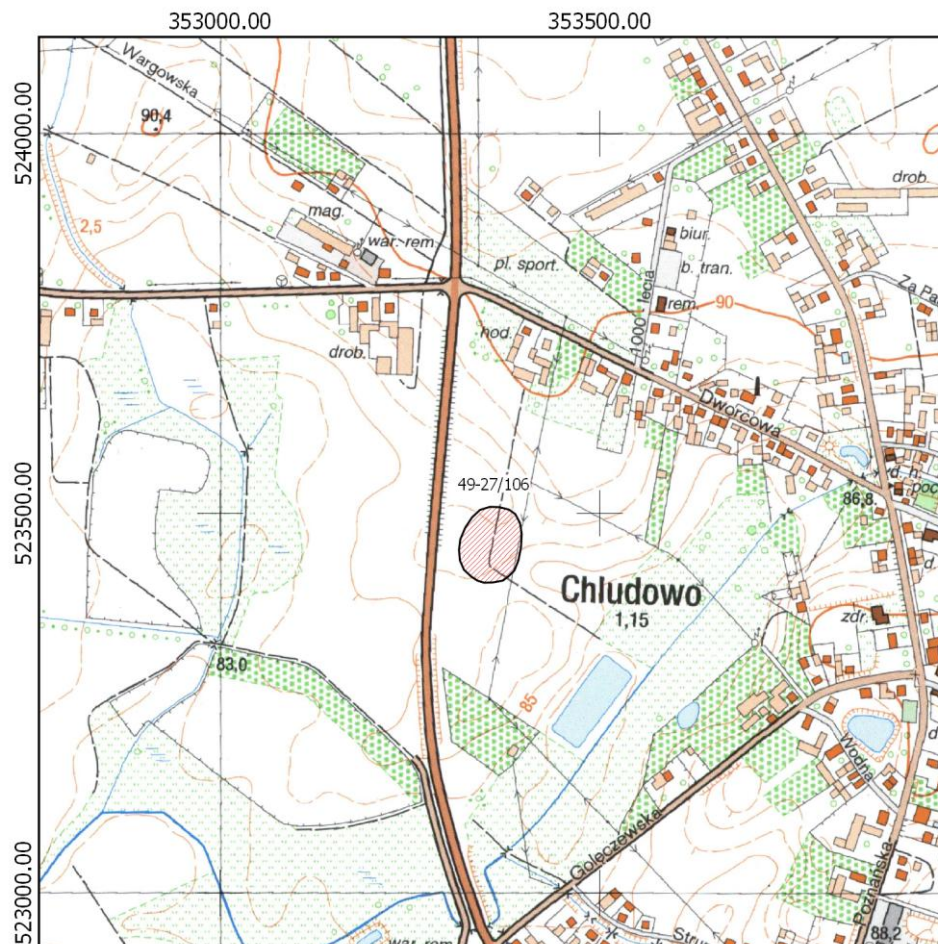 353000.00
353500.00
524000.00
523500.00
523000.00
Wargowska
90,4
2,5
mag.
war. rem.
drob.
pl. sport.
hod.
biur.
b. tran.
rem.
1000 - lecia
90
drob.
Dworcowa
86,8
49-27/106
Chludowo
1,15
zdr.
83,0
85
Wodna
Golęczewska
Poznańska
88,2
war. rem.